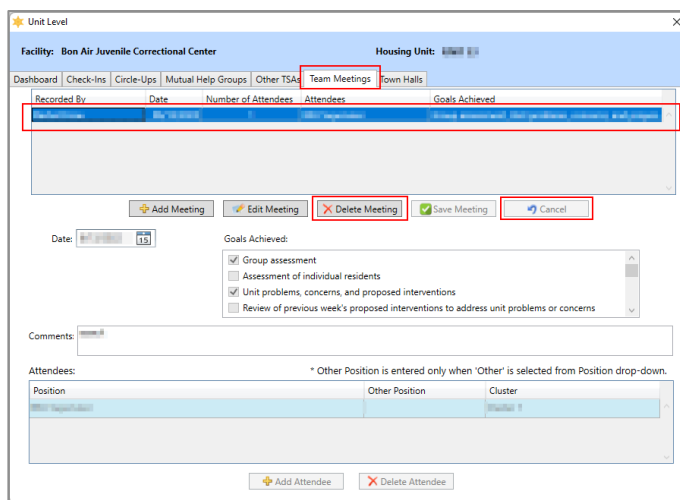 Unit Level
Facility: Bon Air Juvenile Correctional Center Housing Unit:
Dashboard Check-Ins Circle-Ups Mutual Help Groups Other TSAs Team Meetings Town Halls
Recorded By Date Number of Attendees Attendees Goals Achieved
Add Meeting Edit Meeting Delete Meeting Save Meeting Cancel
Date: 15 Goals Achieved:
Group assessment
Assessment of individual residents
Unit problems, concerns, and proposed interventions
Review of previous week's proposed interventions to address unit problems or concerns
Comments:
Attendees: * Other Position is entered only when 'Other' is selected from Position drop-down.
Position Other Position Cluster
Add Attendee Delete Attendee